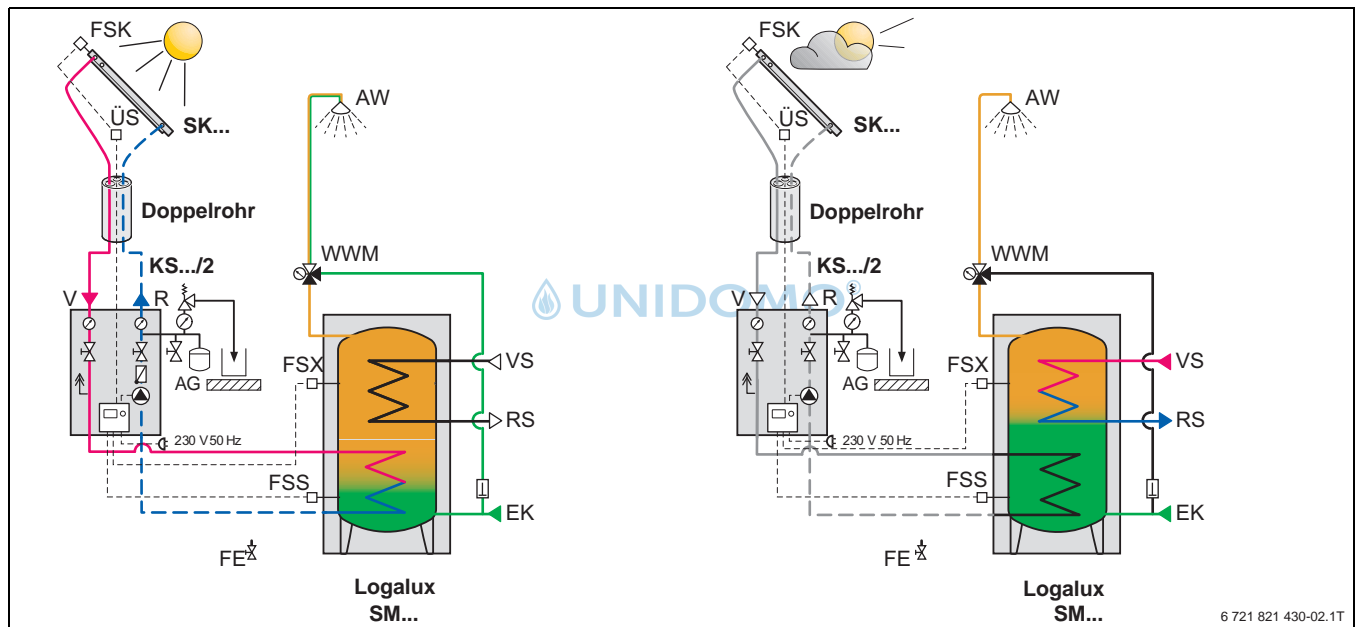 FSK
ÜS
SK...
AW
Doppelrohr
WWM
KS.../2
V
R
AG
FSX
VS
RS
230 V 50 Hz
FSS
EK
FE
Logalux
SM...
UNIDOMO®
FSK
ÜS
SK...
AW
Doppelrohr
WWM
KS.../2
V
R
AG
FSX
VS
RS
230 V 50 Hz
FSS
EK
FE
Logalux
SM...
6 721 821 430-02.1T